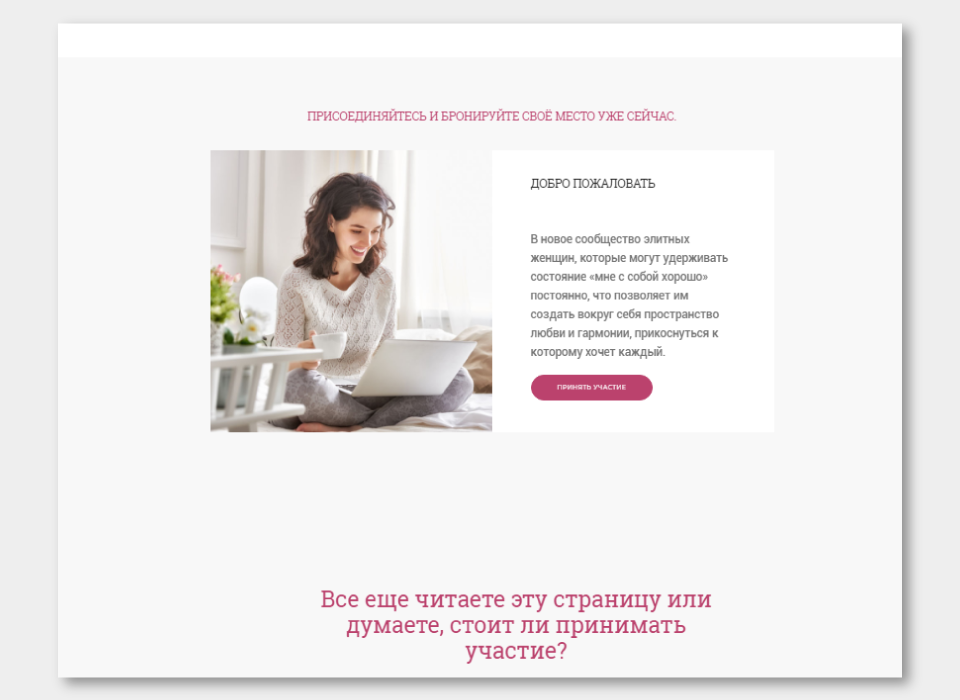 ПРИСОЕДИНЯЙТЕСЬ И БРОНИРУЙТЕ СВОЁ МЕСТО УЖЕ СЕЙЧАС.
ДОБРО ПОЖАЛОВАТЬ
В новое сообщество элитных
женщин, которые могут удерживать
состояние «мне с собой хорошо»
постоянно, что позволяет им
создать вокруг себя пространство
любви и гармонии, прикоснуться к
которому хочет каждый.
ПРИНЯТЬ УЧАСТИЕ
Все еще читаете эту страницу или
думаете, стоит ли принимать
участие?